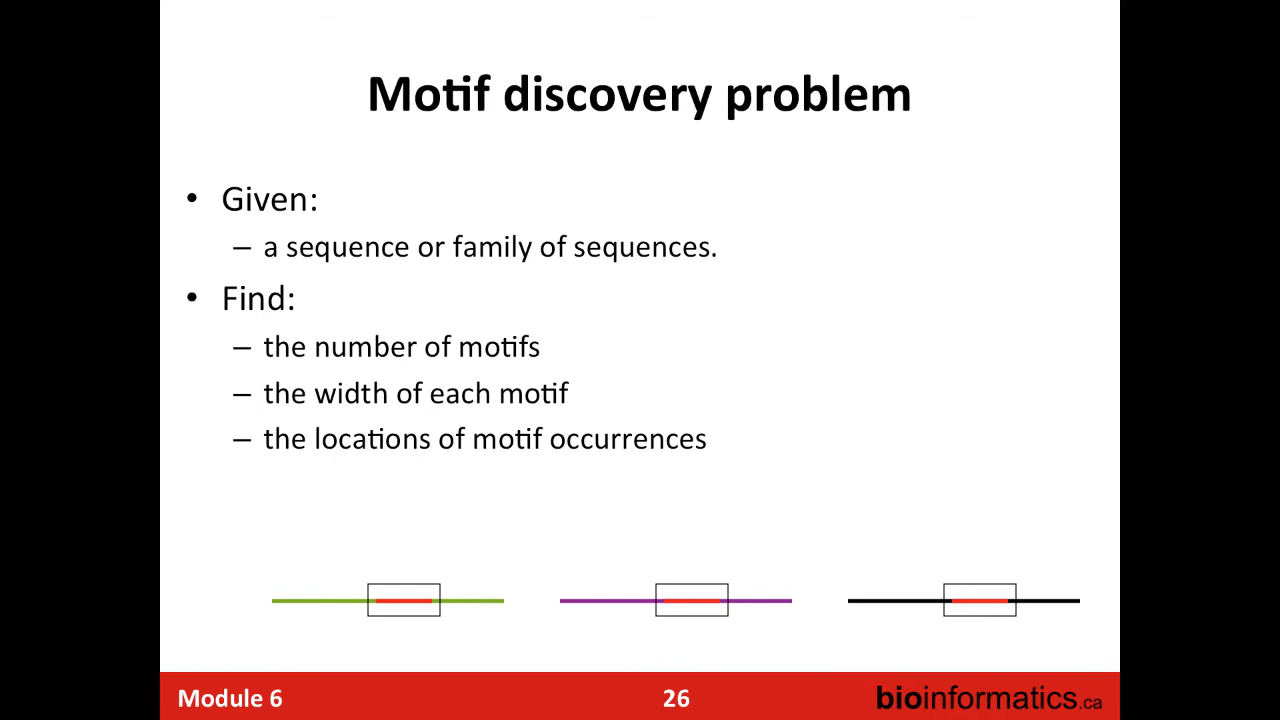 Motif discovery problem
• Given:
– a sequence or family of sequences.
• Find:
– the number of motifs
– the width of each motif
– the locations of motif occurrences
Module 6
26
bioinformatics.ca